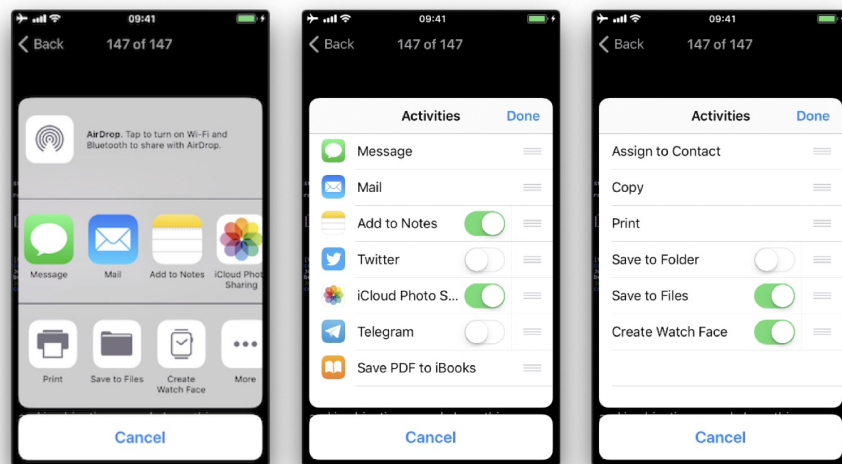 09:41
Back
147 of 147
AirDrop. Tap to turn on Wi-Fi and
Bluetooth to share with AirDrop.
Message
Mail
Add to Notes
iCloud Phot
Sharing
Print
Save to Files
Create
Watch Face
More
Cancel
09:41
Back
147 of 147
Activities
Done
Message
Mail
Add to Notes
Twitter
iCloud Photo S...
Telegram
Save PDF to iBooks
Cancel
09:41
Back
147 of 147
Activities
Done
Assign to Contact
Copy
Print
Save to Folder
Save to Files
Create Watch Face
Cancel